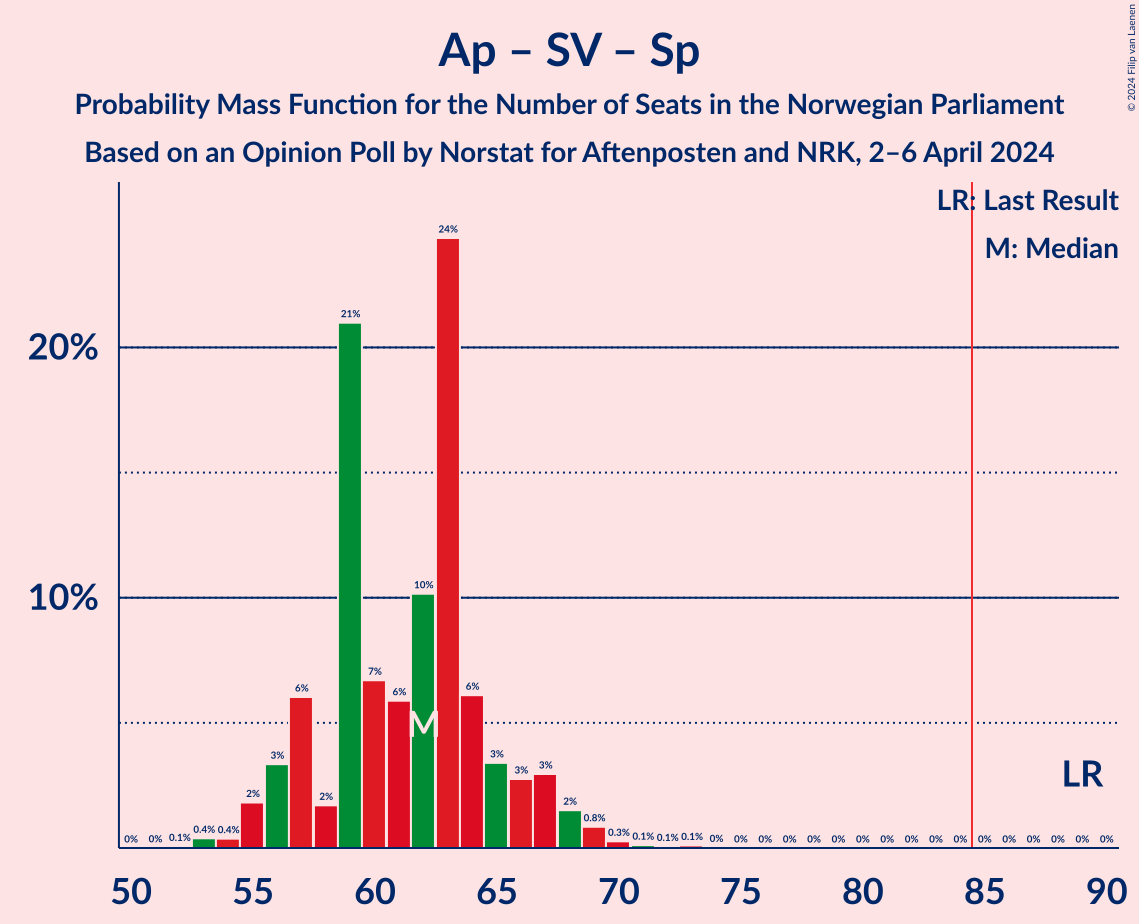 Ap – SV – Sp
Probability Mass Function for the Number of Seats in the Norwegian Parliament
Based on an Opinion Poll by Norstat for Aftenposten and NRK, 2–6 April 2024
© 2024 Filip van Laenen
LR: Last Result
M: Median
20%
10%
0% 0% 0.1% 0.4% 0.4% 2% 3% 6% 2% 21% 7% 6% 10% 24% 6% 3% 3% 3% 2% 0.8% 0.3% 0.1% 0.1% 0.1% 0% 0% 0% 0% 0% 0% 0% 0% 0% 0% 0% 0% 0% 0% 0% 0% 0%
M
LR
50 55 60 65 70 75 80 85 90